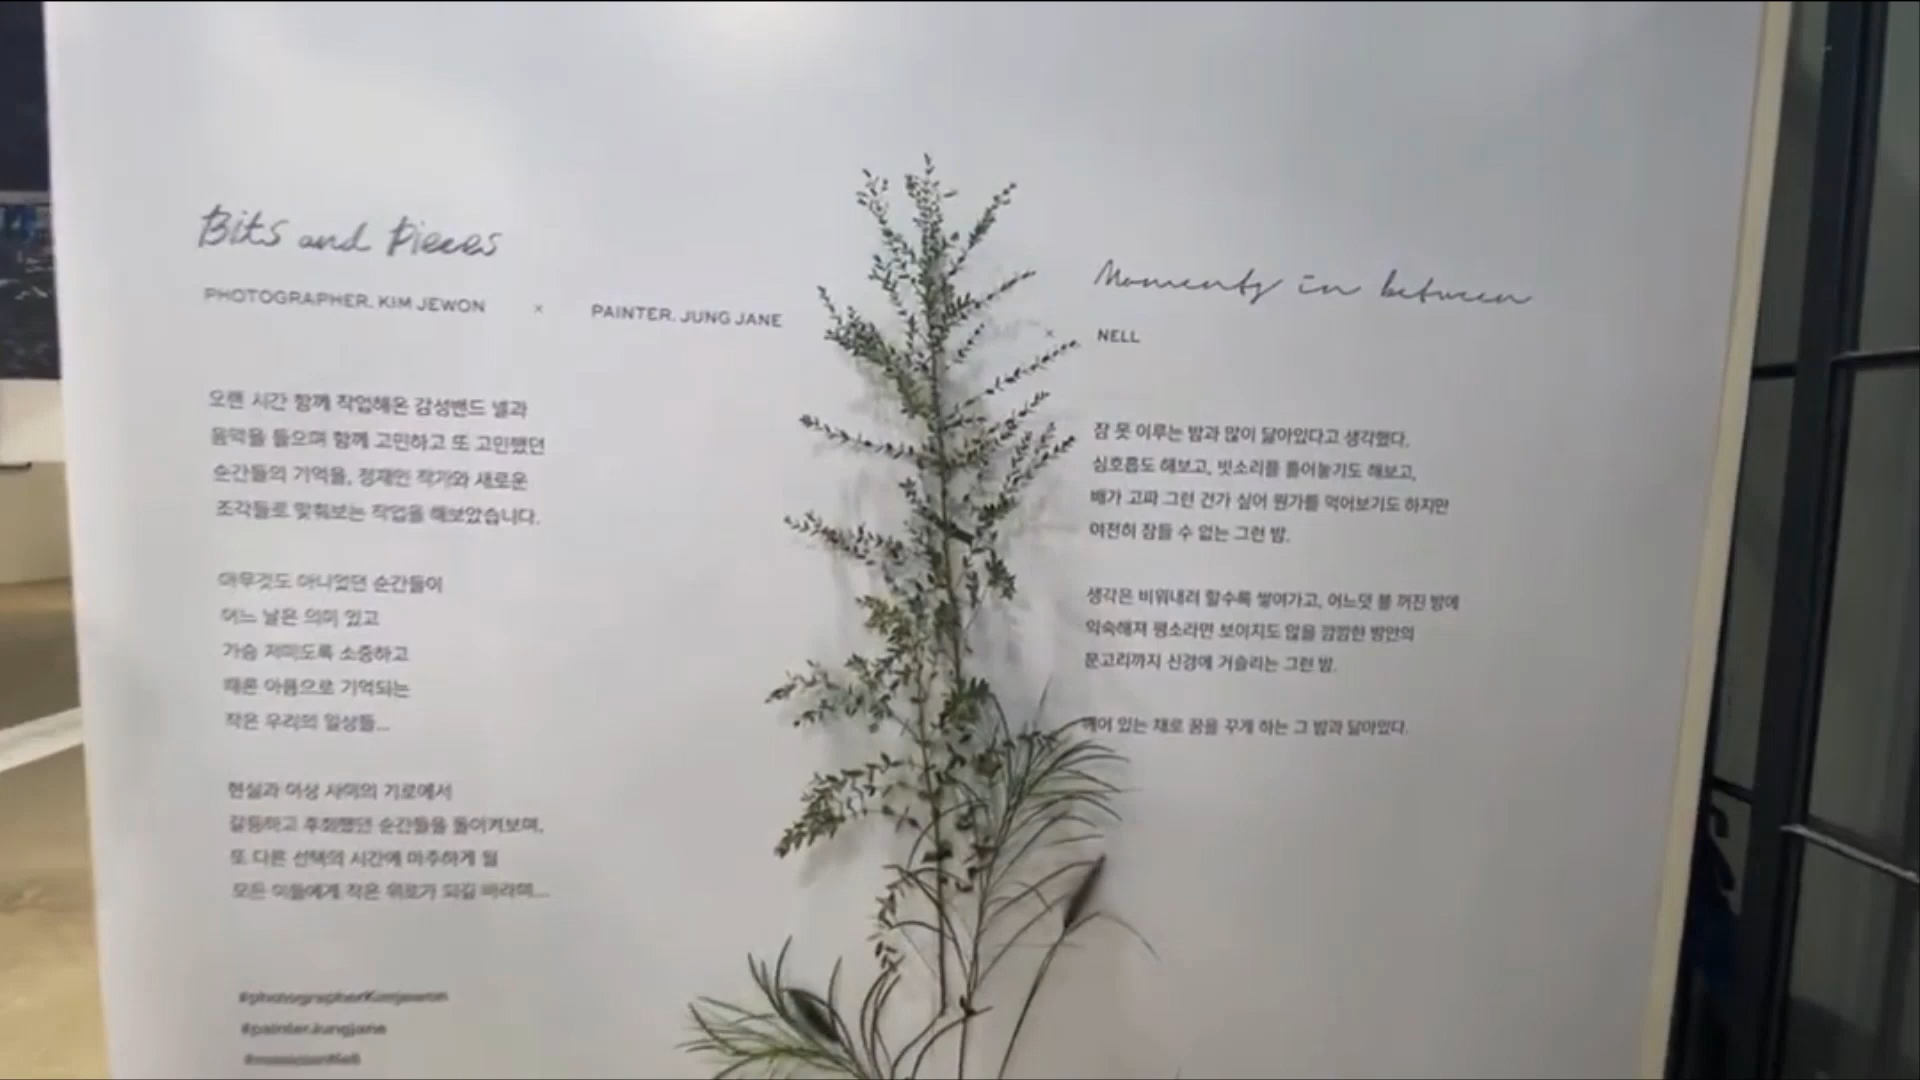 Bits and Pieces
PHOTOGRAPHER. KIM JEWON × PAINTER. JUNG JANE
오랜 시간 함께 작업해온 감성밴드 넬과
음악을 들으며 함께 고민하고 또 고민했던
순간들의 기억을, 정재인 작가와 새로운
조각들로 맞춰보는 작업을 해보았습니다.
아무것도 아니었던 순간들이
어느 날은 의미 있고
가슴 저미도록 소중하고
때론 아픔으로 기억되는
작은 우리의 일상들...
현실과 이상 사이의 기로에서
갈등하고 후회했던 순간들을 돌이켜보며,
또 다른 선택의 시간에 마주하게 될
모든 이들에게 작은 위로가 되길 바라며...
#photographerKimjewon
#painterJungjane
#musicianNell
Moments in between
× NELL
잠 못 이루는 밤과 많이 닮아있다고 생각했다.
심호흡도 해보고, 빗소리를 틀어놓기도 해보고,
배가 고파 그런 건가 싶어 뭔가를 먹어보기도 하지만
여전히 잠들 수 없는 그런 밤.
생각은 비워내려 할수록 쌓여가고, 어느덧 불 꺼진 방에
익숙해져 평소라면 보이지도 않을 깜깜한 방안의
문고리까지 신경에 거슬리는 그런 밤.
깨어 있는 채로 꿈을 꾸게 하는 그 밤과 닮아있다.